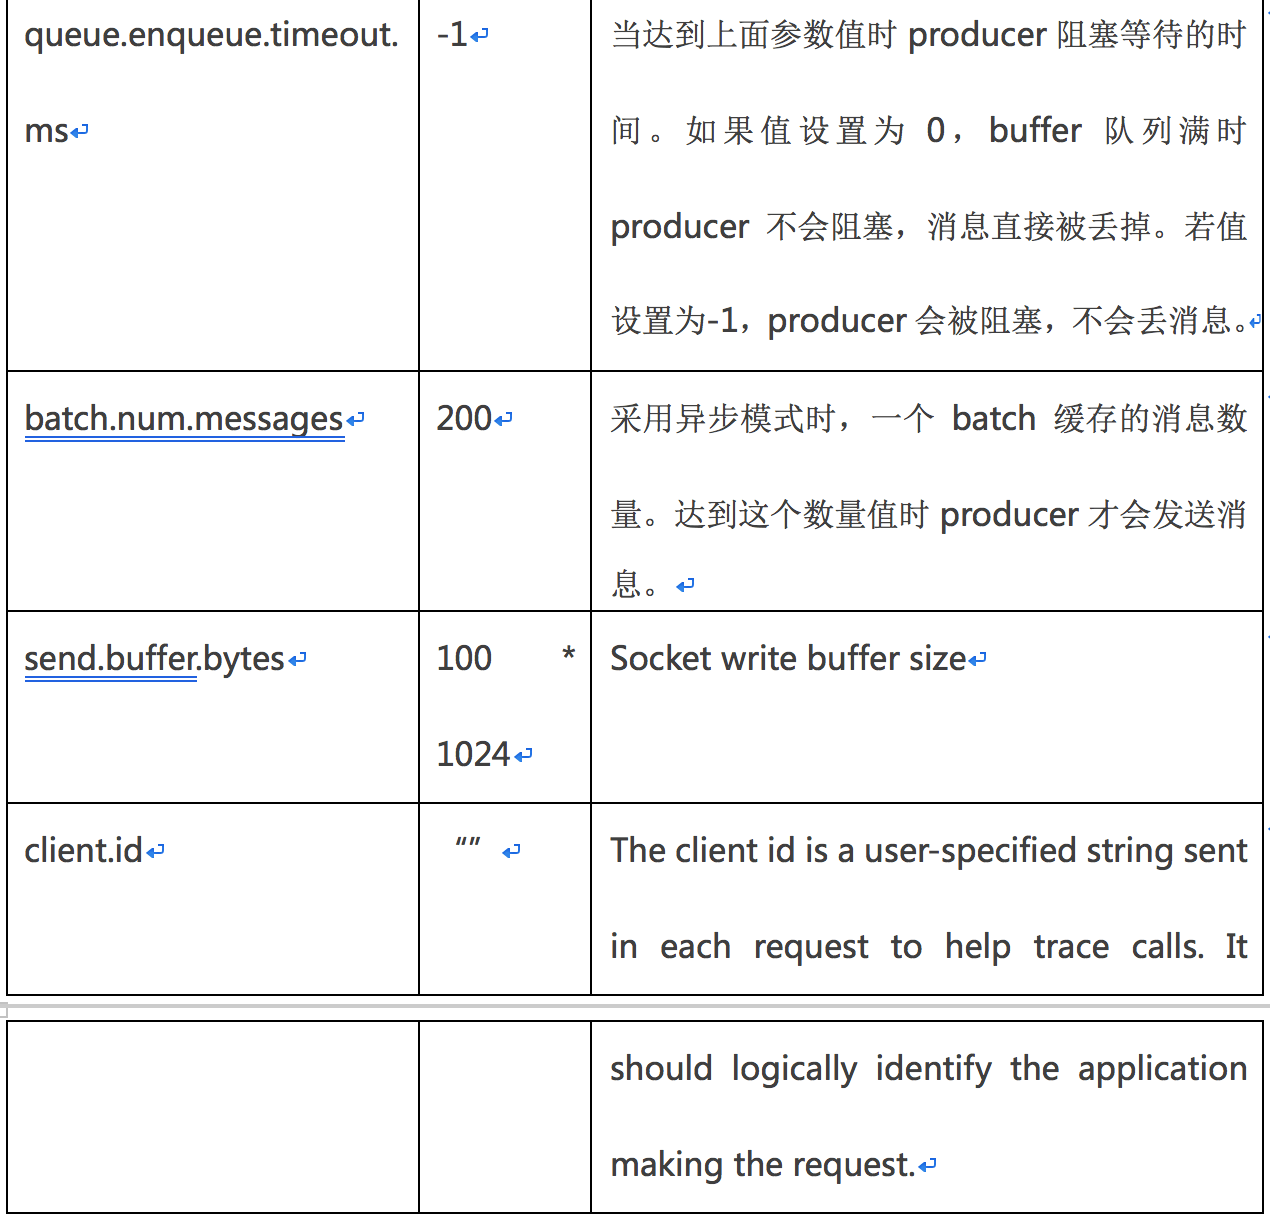 queue.enqueue.timeout.
ms
-1
当达到上面参数值时 producer 阻塞等待的时
间。如果值设置为 0，buffer 队列满时
producer 不会阻塞，消息直接被丢掉。若值
设置为-1，producer 会被阻塞，不会丢消息。
batch.num.messages
200
采用异步模式时，一个 batch 缓存的消息数
量。达到这个数量值时 producer 才会发送消
息。
send.buffer.bytes
100 *
1024
Socket write buffer size
client.id
“”
The client id is a user-specified string sent
in each request to help trace calls. It
should logically identify the application
making the request.